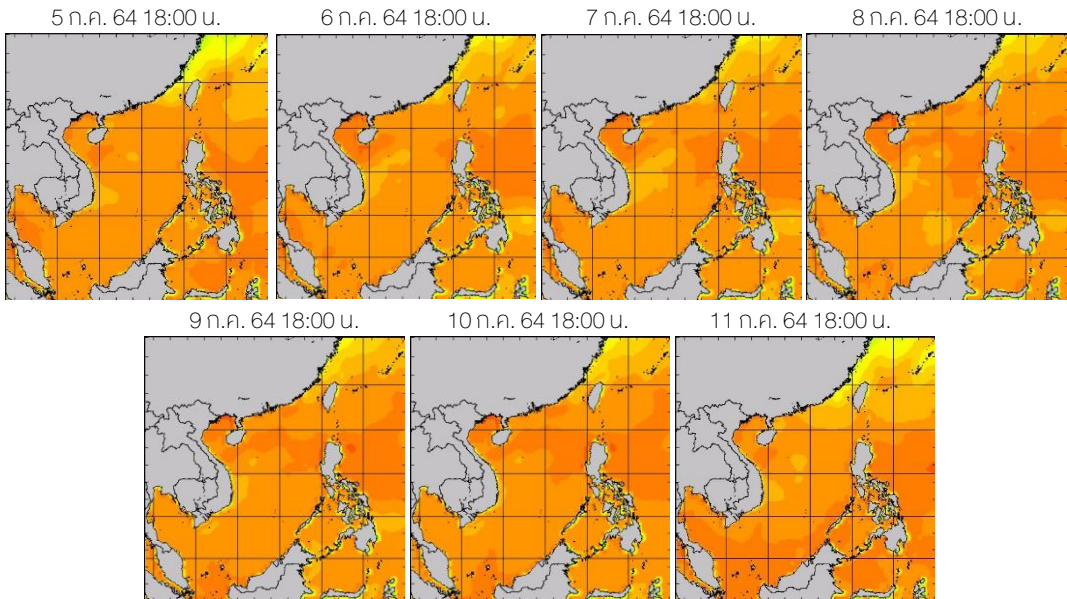 5 ก.ค. 64 18:00 น.
6 ก.ค. 64 18:00 น.
7 ก.ค. 64 18:00 น.
8 ก.ค. 64 18:00 น.
9 ก.ค. 64 18:00 น.
10 ก.ค. 64 18:00 น.
11 ก.ค. 64 18:00 น.